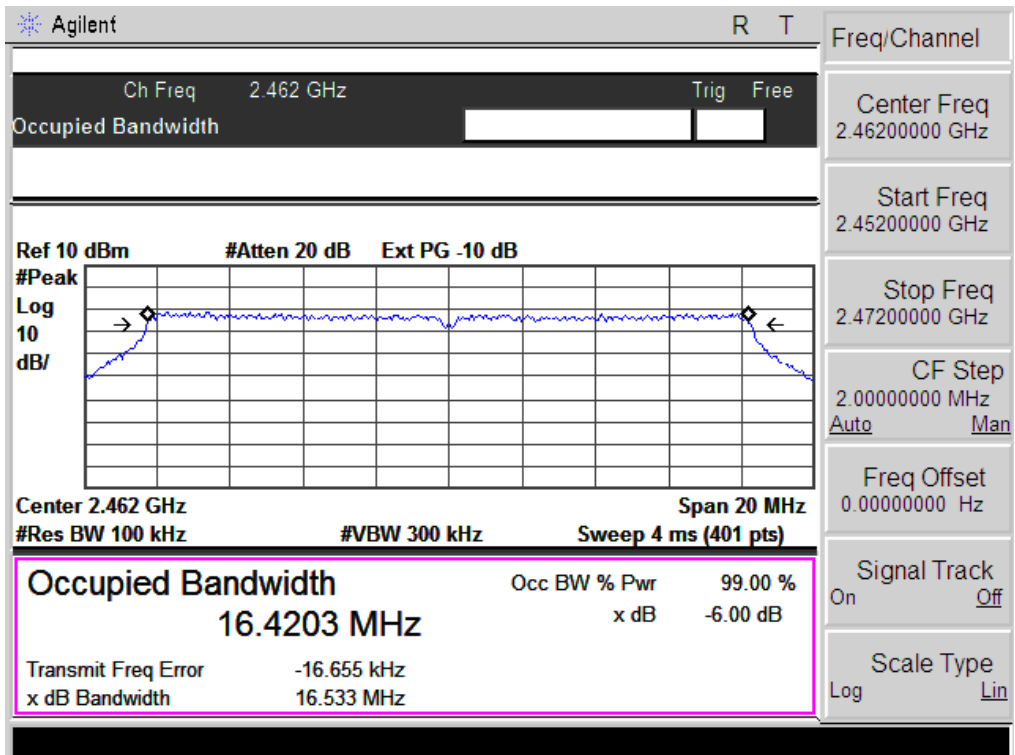 Agilent R T
Freq/Channel
Ch Freq 2.462 GHz Trig Free
Occupied Bandwidth
Center Freq
2.46200000 GHz
Start Freq
2.45200000 GHz
Stop Freq
2.47200000 GHz
CF Step
2.00000000 MHz
Auto Man
Freq Offset
0.00000000 Hz
Signal Track
On Off
Scale Type
Log Lin
Ref 10 dBm #Atten 20 dB Ext PG -10 dB
#Peak
Log
10
dB/
Center 2.462 GHz Span 20 MHz
#Res BW 100 kHz #VBW 300 kHz Sweep 4 ms (401 pts)
Occupied Bandwidth Occ BW % Pwr 99.00 %
16.4203 MHz x dB -6.00 dB
Transmit Freq Error -16.655 kHz
x dB Bandwidth 16.533 MHz